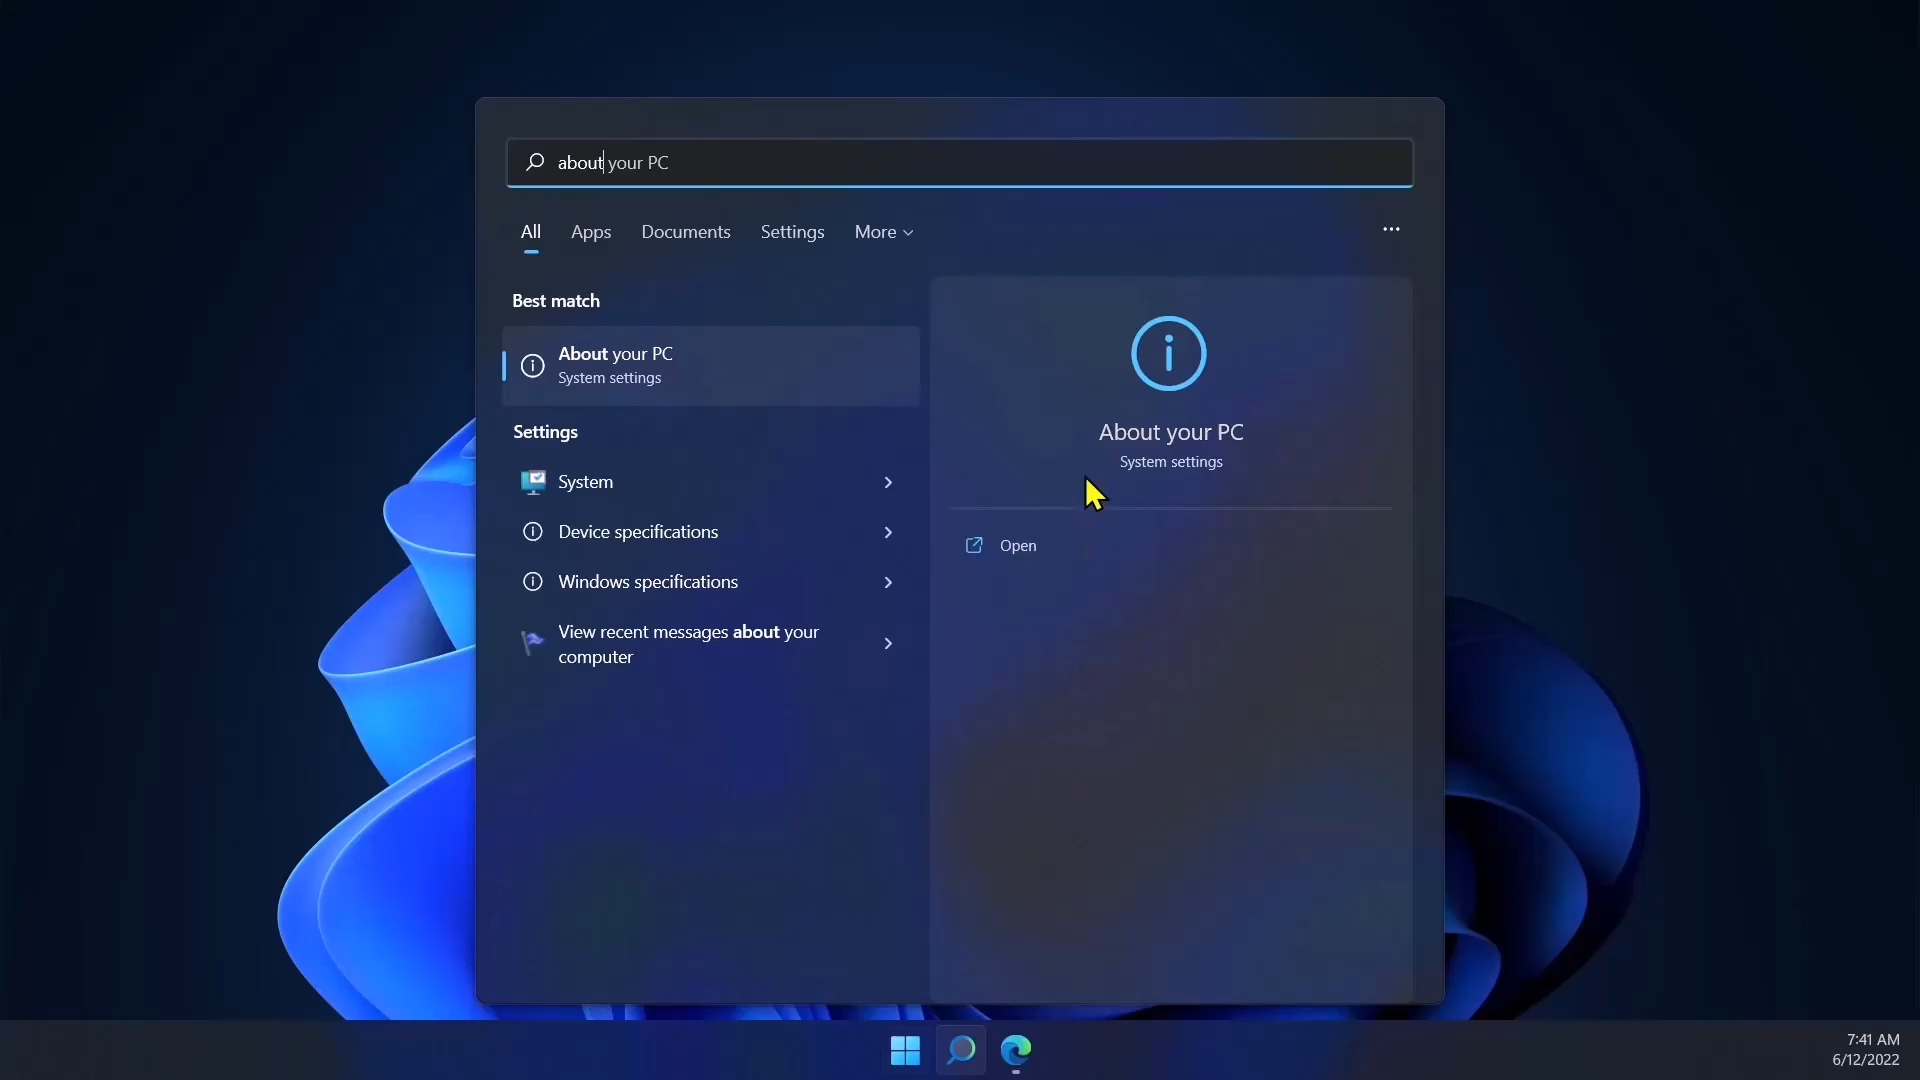 about your PC
All Apps Documents Settings More
Best match
About your PC
System settings
Settings
System
Device specifications
Windows specifications
View recent messages about your
computer
About your PC
System settings
Open
7:41 AM
6/12/2022